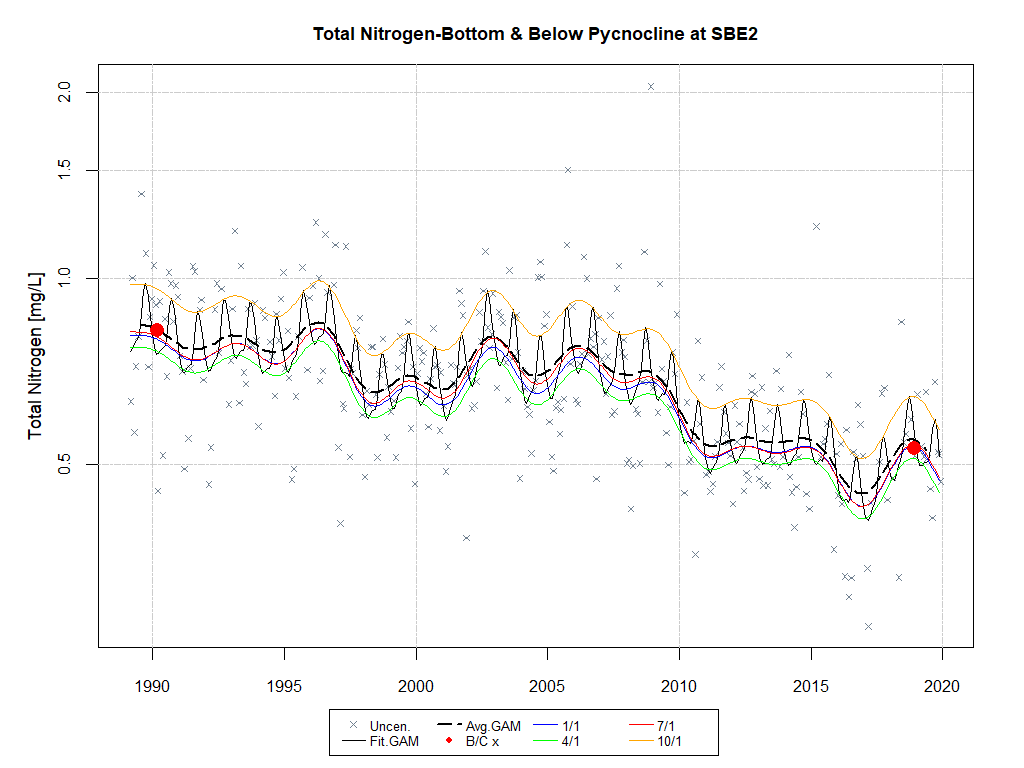 Total Nitrogen-Bottom & Below Pycnocline at SBE2
Total Nitrogen [mg/L]
2.0
1.5
1.0
0.5
1990 1995 2000 2005 2010 2015 2020
Uncen. Avg.GAM 1/1 7/1
Fit.GAM B/C x 4/1 10/1